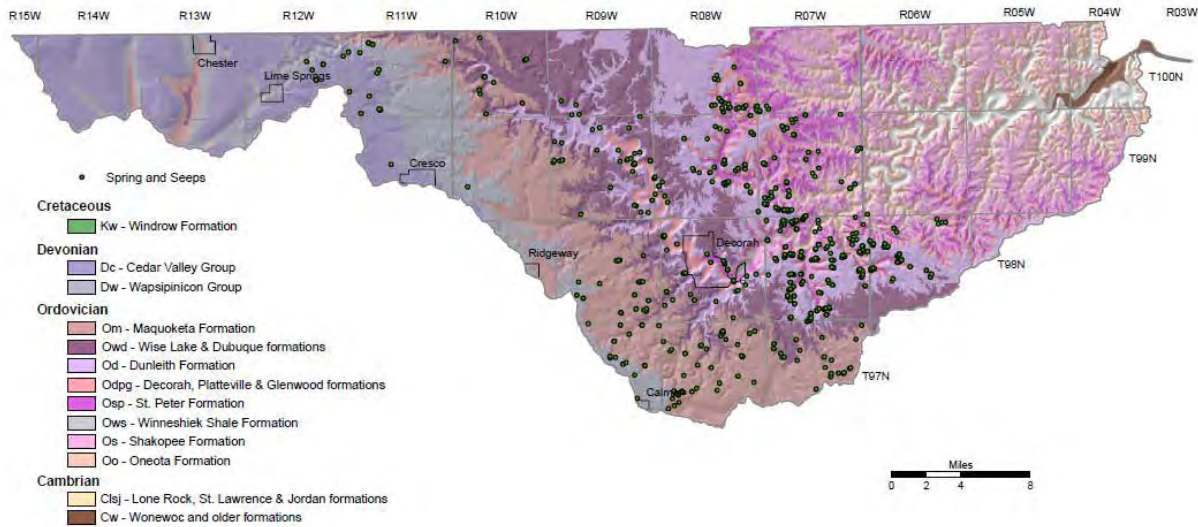 R15W R14W R13W R12W R11W R10W R09W R08W R07W R06W R05W R04W R03W
Chester
Lime Springs
T100N
Cresco
T99N
Spring and Seeps
Cretaceous
Kw - Windrow Formation
Decorah
Ridgeway
T98N
Devonian
Dc - Cedar Valley Group
Dw - Wapsipinicon Group
Ordovician
Om - Maquoketa Formation
Owd - Wise Lake & Dubuque formations
Od - Dunleith Formation
T97N
Odpg - Decorah, Platteville & Glenwood formations
Calmar
Osp - St. Peter Formation
Ows - Winneshiek Shale Formation
Os - Shakopee Formation
Oo - Oneota Formation
Miles
0 2 4 8
Cambrian
Clsj - Lone Rock, St. Lawrence & Jordan formations
Cw - Wonewoc and older formations